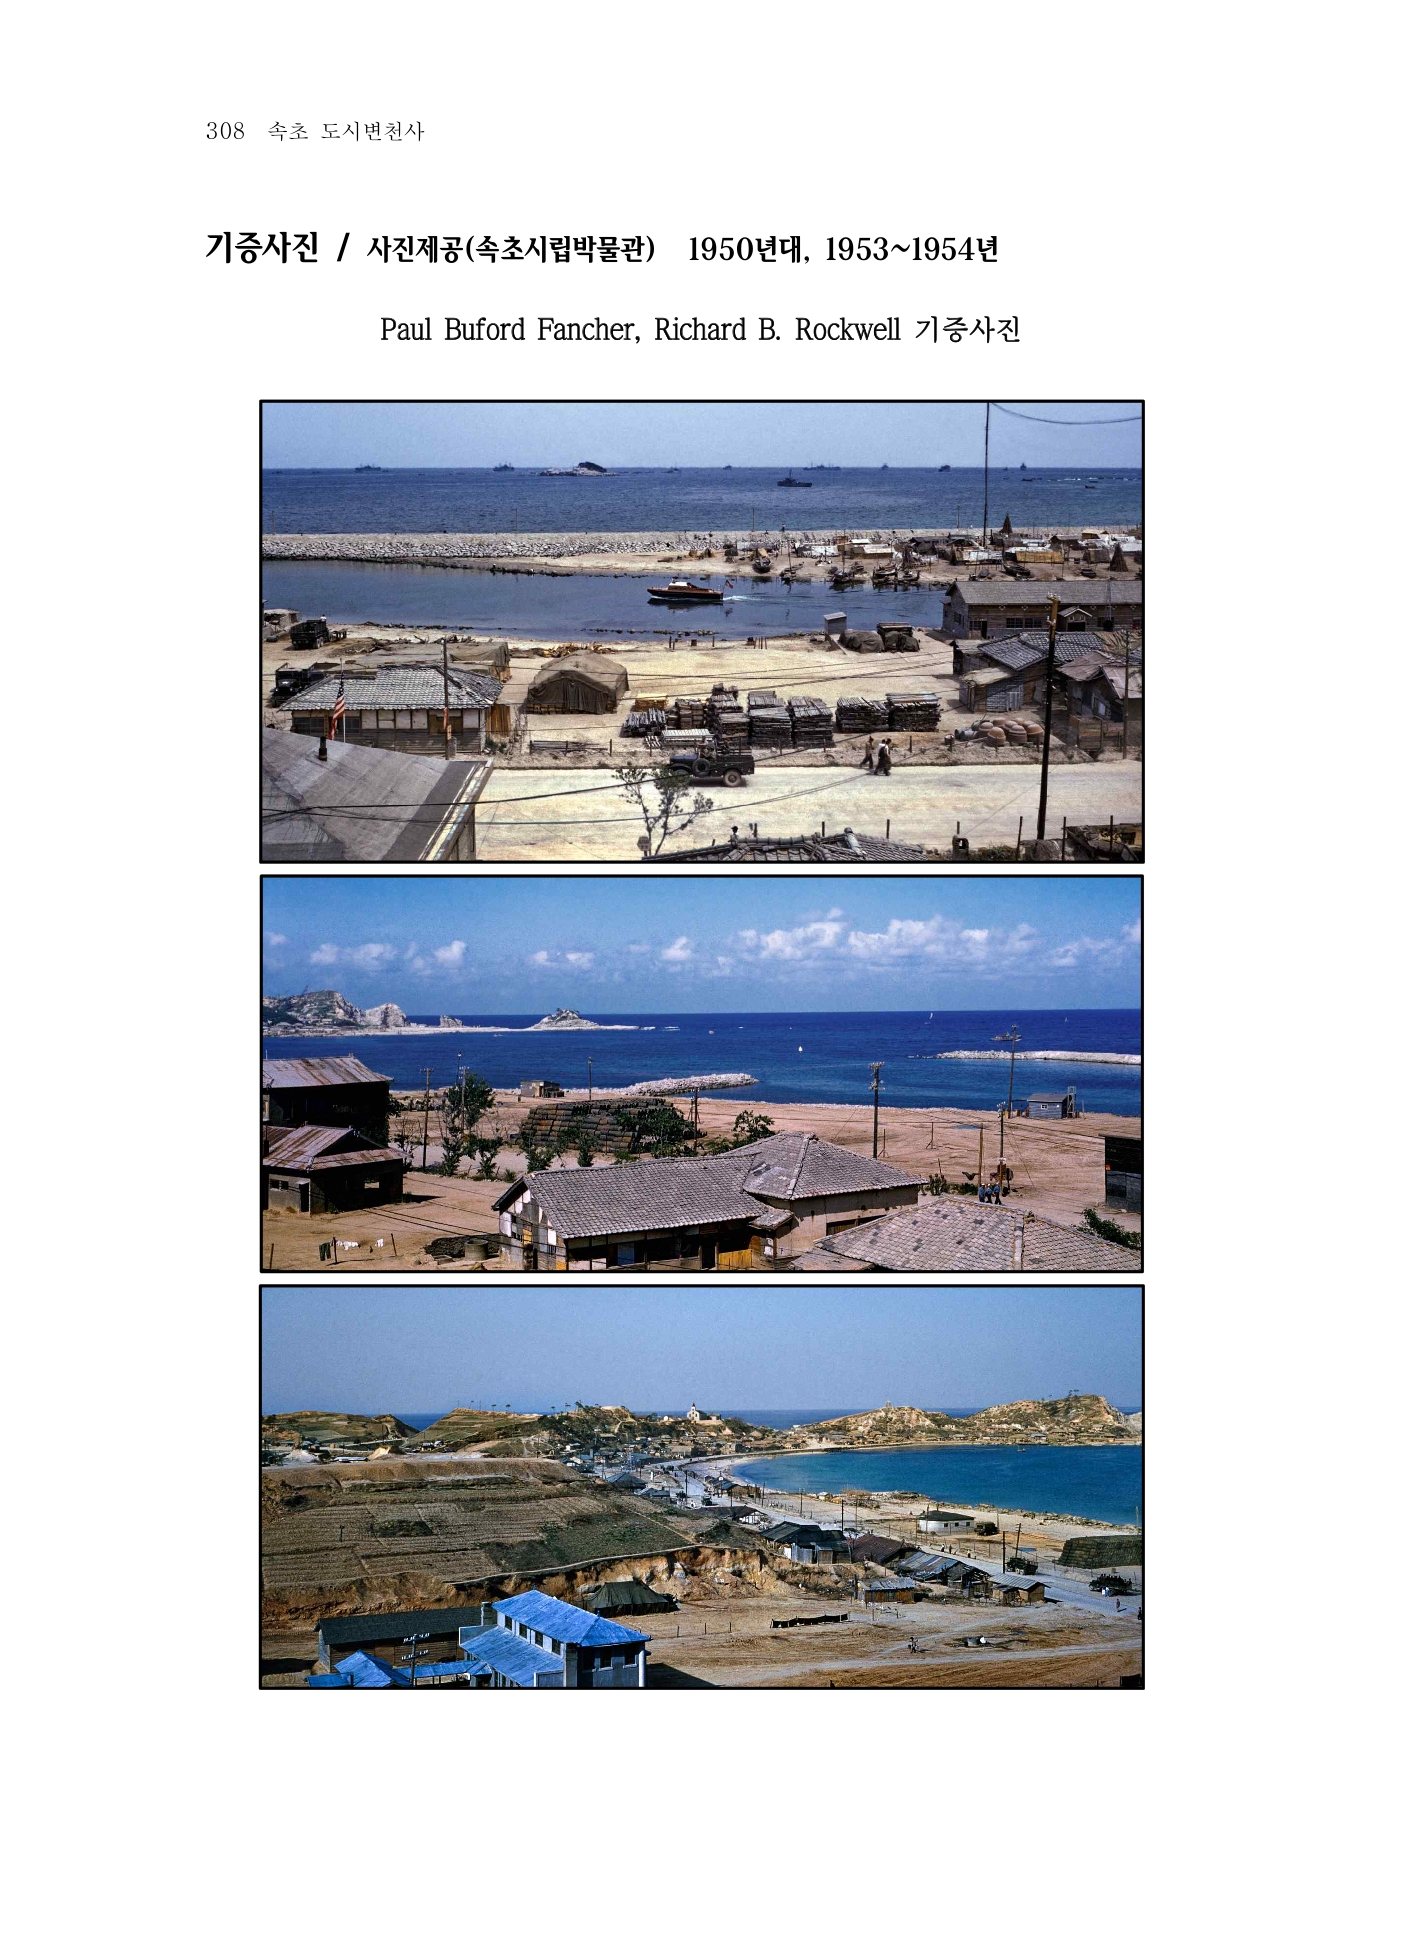 308 속초 도시변천사
기증사진 / 사진제공(속초시립박물관) 1950년대, 1953~1954년
Paul Buford Fancher, Richard B. Rockwell 기증사진